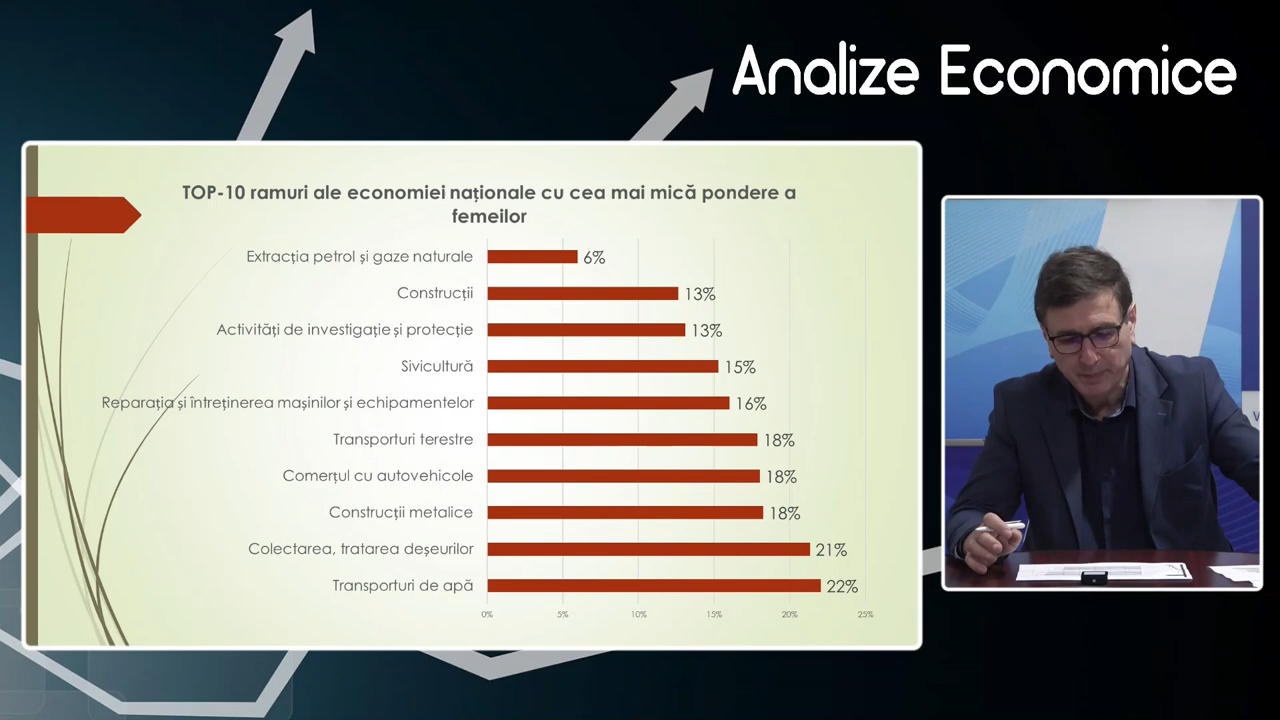 Analize Economice
TOP-10 ramuri ale economiei naționale cu cea mai mică pondere a
femeilor
Extracția petrol și gaze naturale 6%
Construcții 13%
Activități de investigație și protecție 13%
Sivicultură 15%
Reparația și întreținerea mașinilor și echipamentelor 16%
Transporturi terestre 18%
Comerțul cu autovehicole 18%
Construcții metalice 18%
Colectarea, tratarea deșeurilor 21%
Transporturi de apă 22%
0% 5% 10% 15% 20% 25%